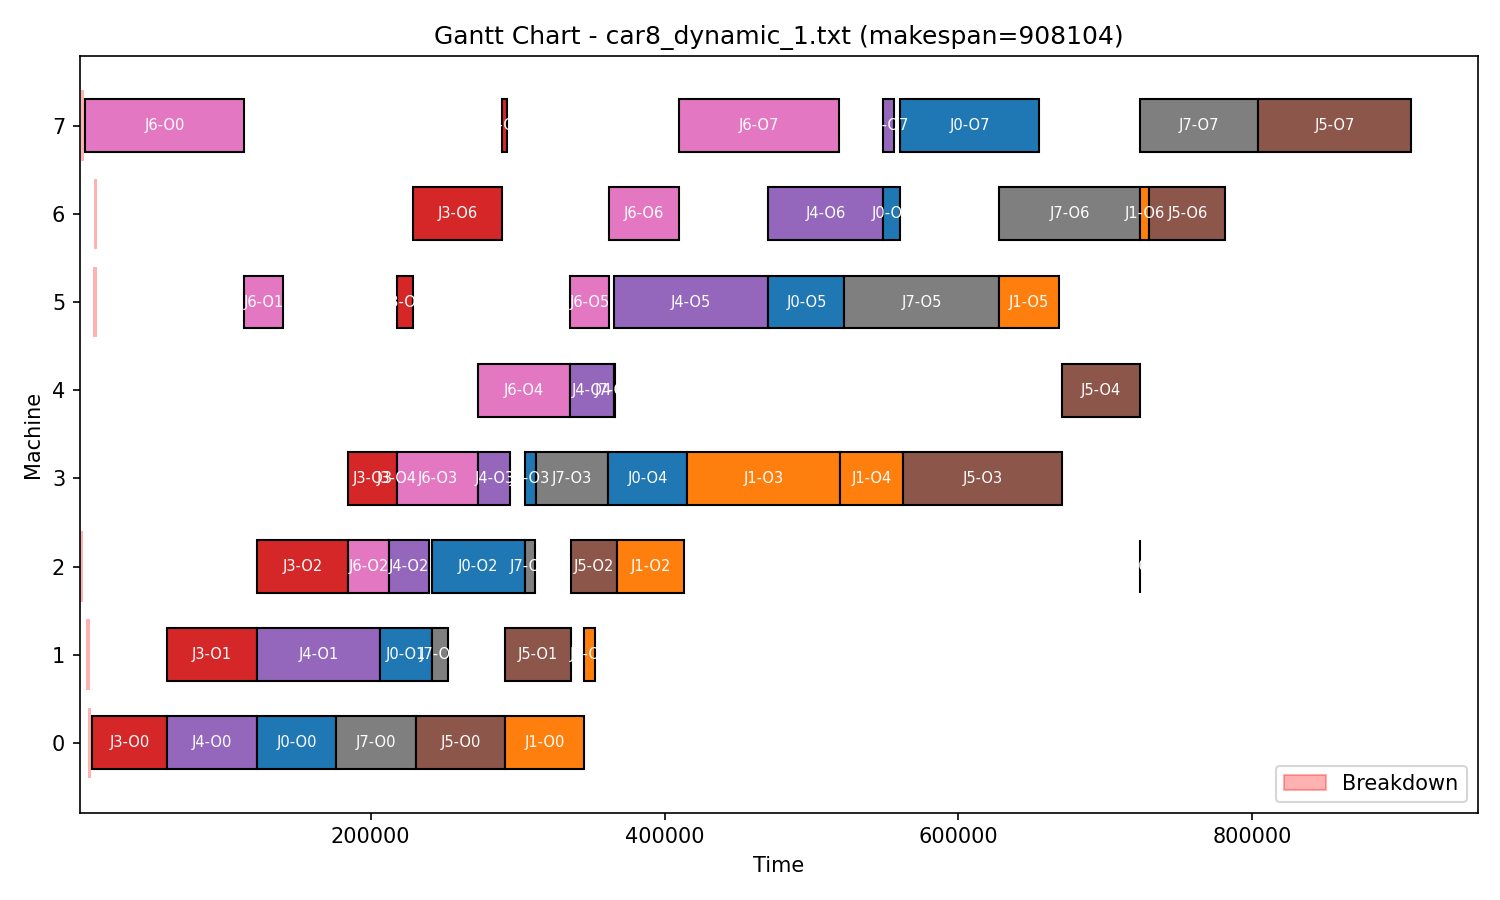 Gantt Chart - car8_dynamic_1.txt (makespan=908104)
7 J6-O0 J6-O7 J0-O7 J7-O7 J5-O7
6 J3-O6 J6-O6 J4-O6 J7-O6 J1-O6 J5-O6
5 J6-O1 J6-O5 J4-O5 J0-O5 J7-O5 J1-O5
4 J6-O4 J5-O4
3 J3-O4 J6-O3 J4-O3 J7-O3 J0-O4 J1-O3 J1-O4 J5-O3
2 J3-O2 J6-O2 J4-O2 J0-O2 J5-O2 J1-O2
1 J3-O1 J4-O1 J0-O1 J5-O1
0 J3-O0 J4-O0 J0-O0 J7-O0 J5-O0 J1-O0
Machine
Breakdown
200000 400000 600000 800000
Time